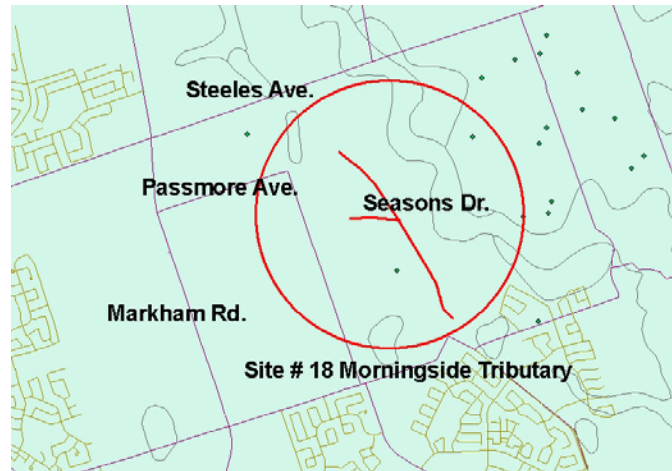 Steeles Ave.
Passmore Ave.
Seasons Dr.
Markham Rd.
Site # 18 Morningside Tributary